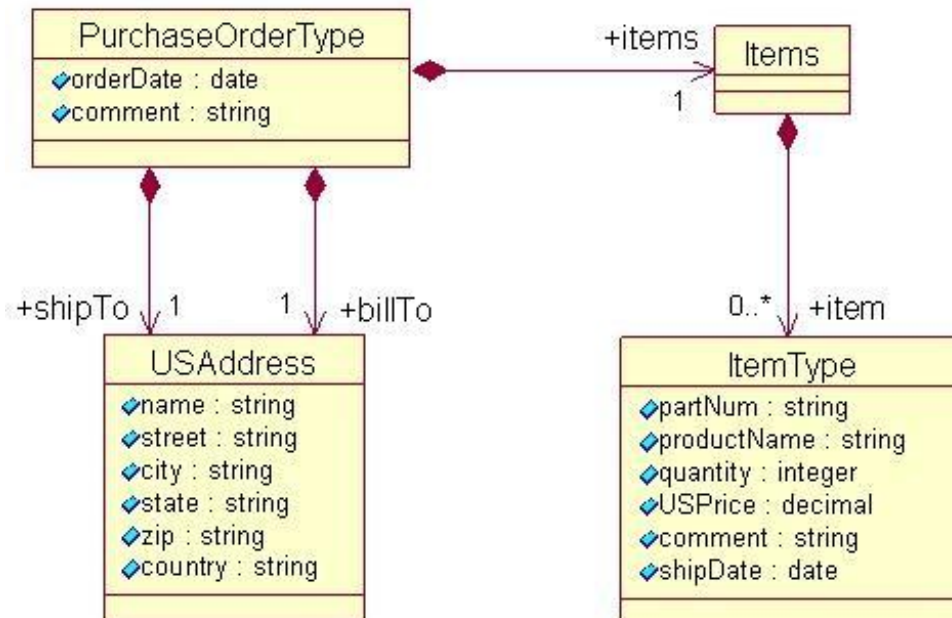 PurchaseOrderType
orderDate : date
comment : string
+items
1
Items
+shipTo
1
1
+billTo
0..*
+item
USAddress
name : string
street : string
city : string
state : string
zip : string
country : string
ItemType
partNum : string
productName : string
quantity : integer
USPrice : decimal
comment : string
shipDate : date